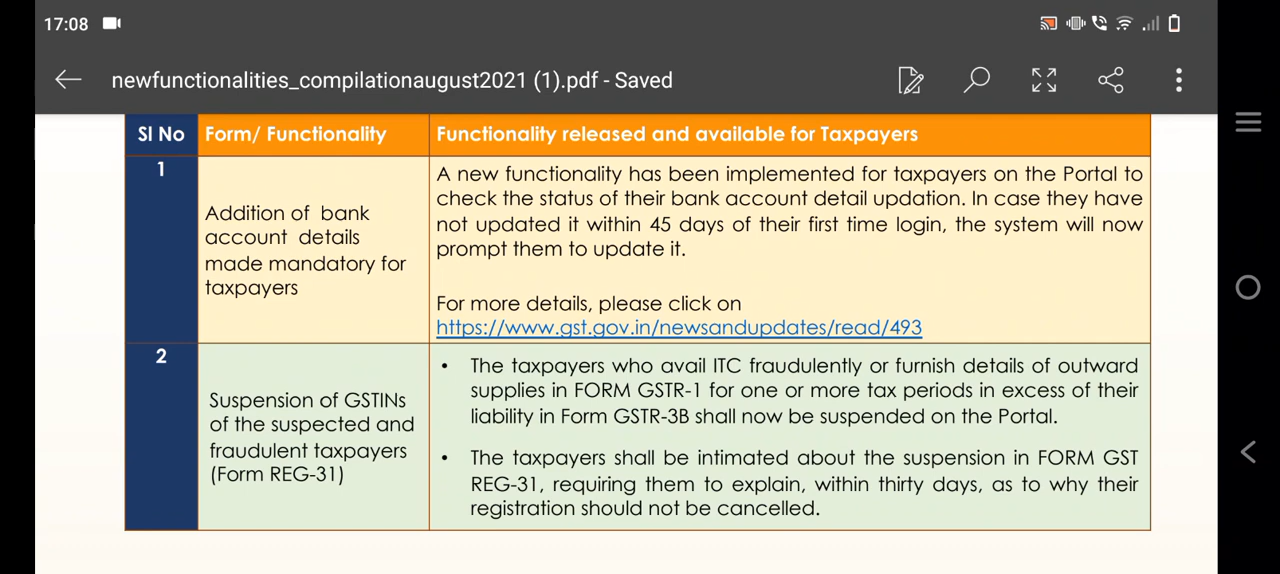 17:08
newfunctionalities_compilationaugust2021 (1).pdf - Saved
Sl No Form/ Functionality Functionality released and available for Taxpayers
1
Addition of bank
account details
made mandatory for
taxpayers
A new functionality has been implemented for taxpayers on the Portal to
check the status of their bank account detail updation. In case they have
not updated it within 45 days of their first time login, the system will now
prompt them to update it.
For more details, please click on
https://www.gst.gov.in/newsandupdates/read/493
2
Suspension of GSTINs
of the suspected and
fraudulent taxpayers
(Form REG-31)
• The taxpayers who avail ITC fraudulently or furnish details of outward
supplies in FORM GSTR-1 for one or more tax periods in excess of their
liability in Form GSTR-3B shall now be suspended on the Portal.
• The taxpayers shall be intimated about the suspension in FORM GST
REG-31, requiring them to explain, within thirty days, as to why their
registration should not be cancelled.